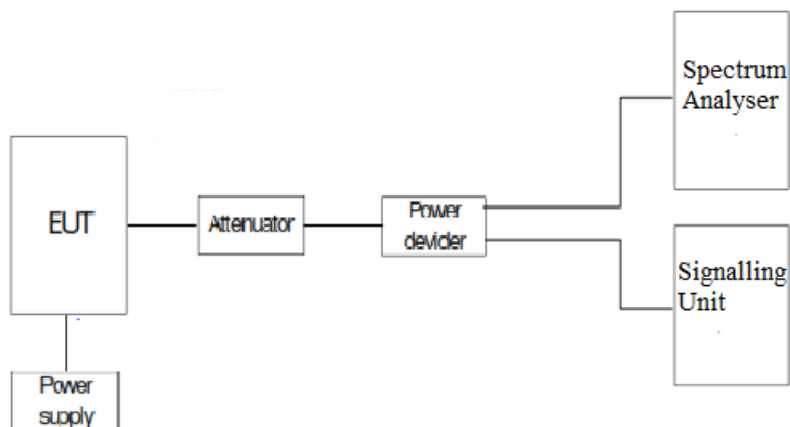 Spectrum
Analyser
EUT
Attenuator
Power
devider
Signalling
Unit
Power
supply